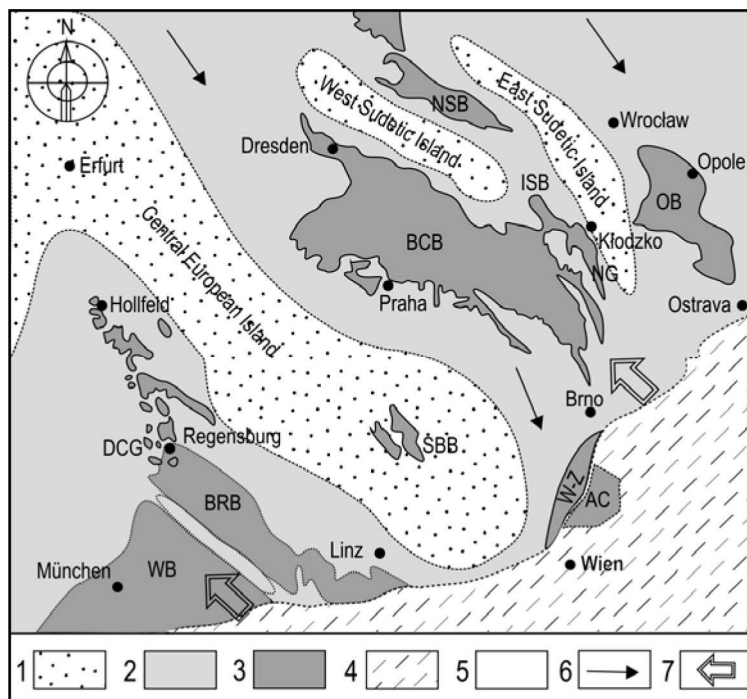 N
NSB
West Sudetic Island
East Sudetic Island
Wrocław
Dresden
Erfurt
Opole
ISB
OB
BCB
Kłodzko
NG
Central European Island
Praha
Hollfeld
Ostrava
Brno
Regensburg
DCG
ŠBB
W-Z
AC
BRB
Linz
Wien
München
WB
1 2 3 4 5 6 7